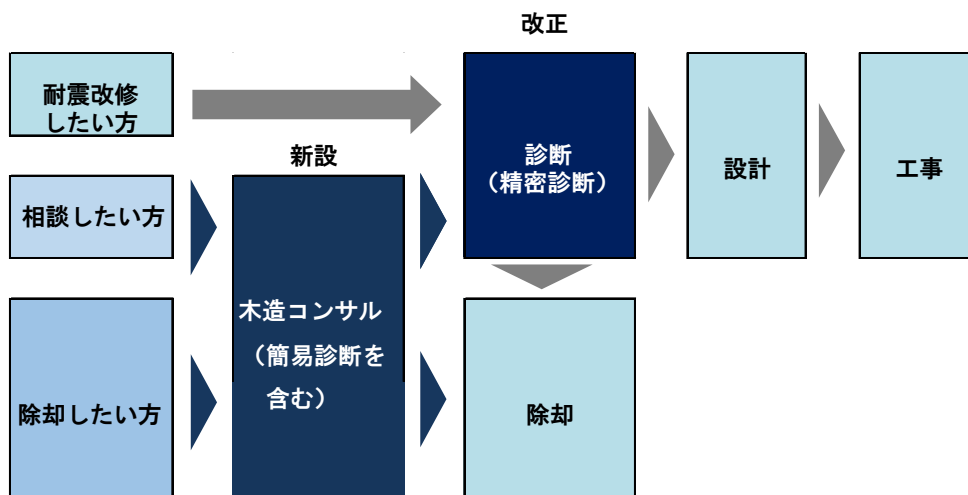 改正
耐震改修
したい方
新設
診断
（精密診断）
設計
工事
相談したい方
木造コンサル
（簡易診断を
含む）
除却したい方
除却